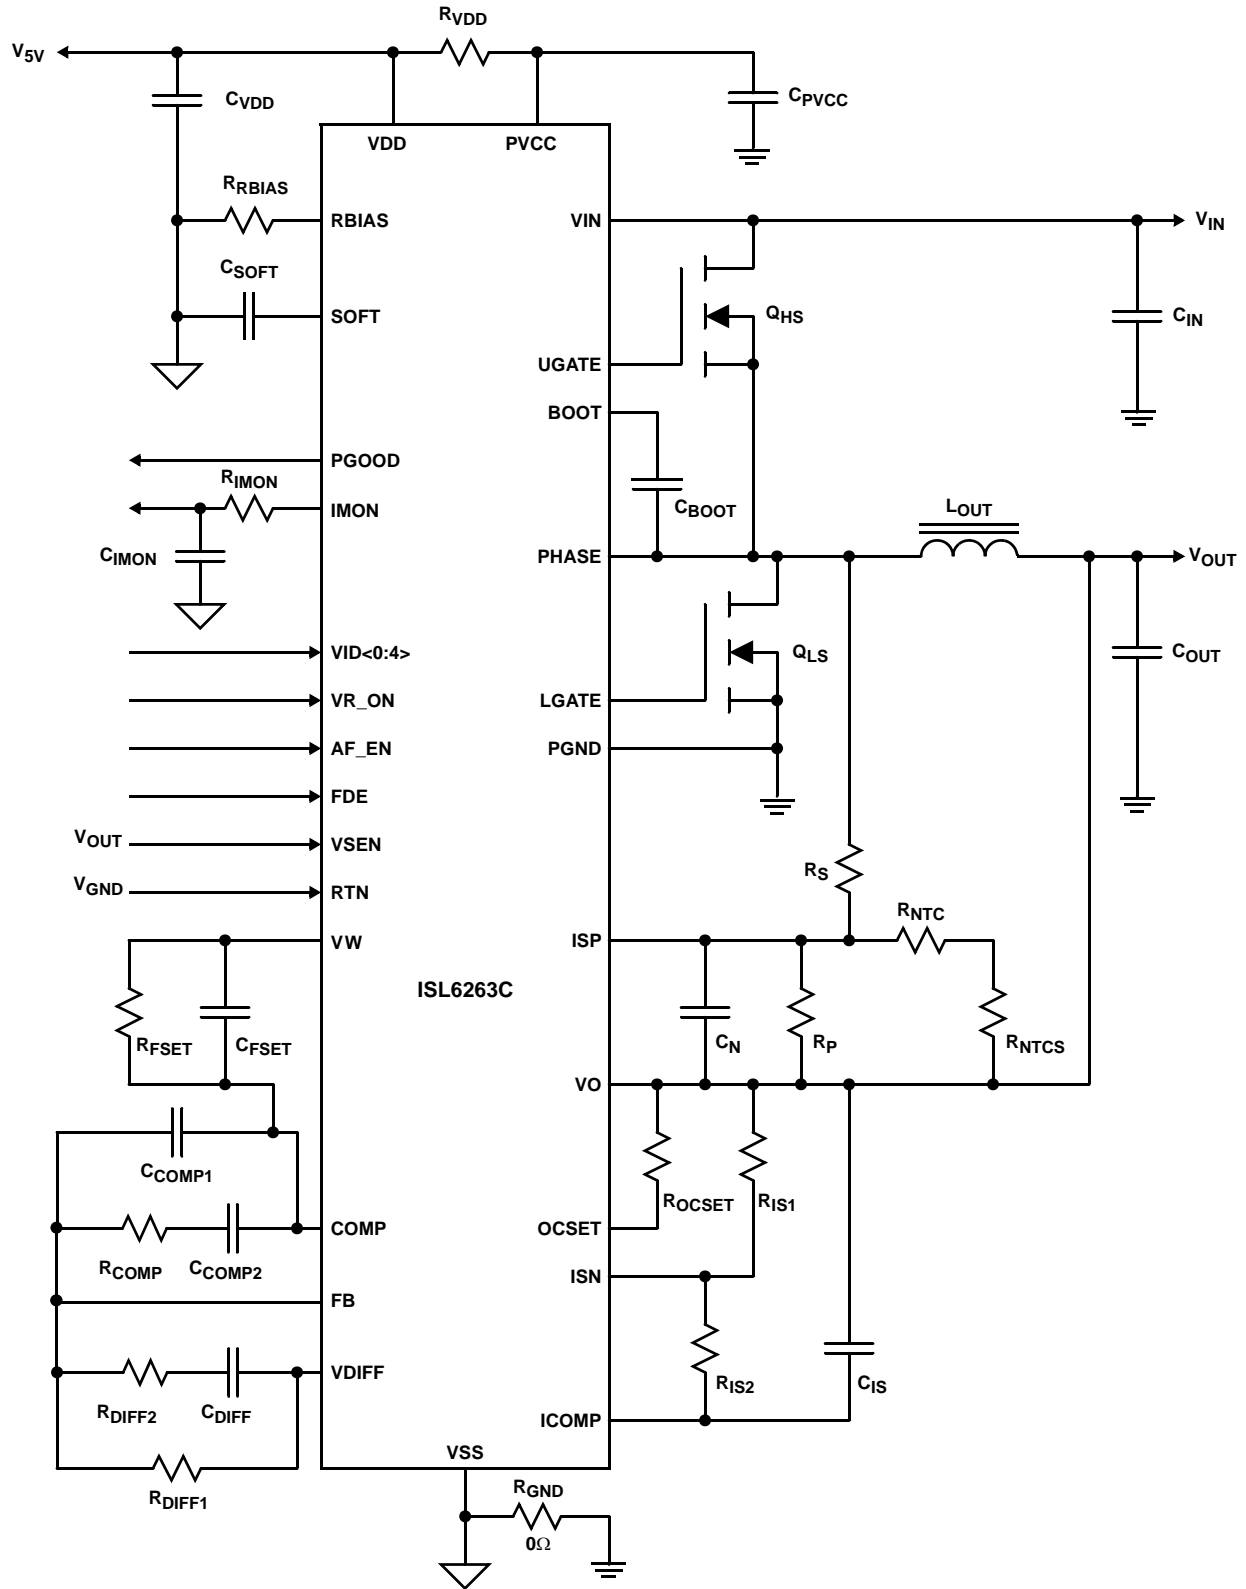 RVDD
V5V
CVDD
CPVCC
VDD
PVCC
RRBIAS
RBIAS
VIN
VIN
CSOFT
SOFT
QHS
CIN
UGATE
BOOT
PGOOD
RIMON
IMON
CBOOT
LOUT
CIMON
PHASE
VOUT
VID<0:4>
QLS
COUT
VR_ON
LGATE
AF_EN
PGND
FDE
VOUT
VSEN
RS
VGND
RTN
RNTC
VW
ISP
ISL6263C
RFSET
CFSET
CN
RP
RNTCS
VO
CCOMP1
ROCSET
RIS1
COMP
OCSET
RCOMP
CCOMP2
ISN
FB
VDIFF
RIS2
CIS
RDIFF2
CDIFF
ICOMP
VSS
RDIFF1
RGND
0Ω